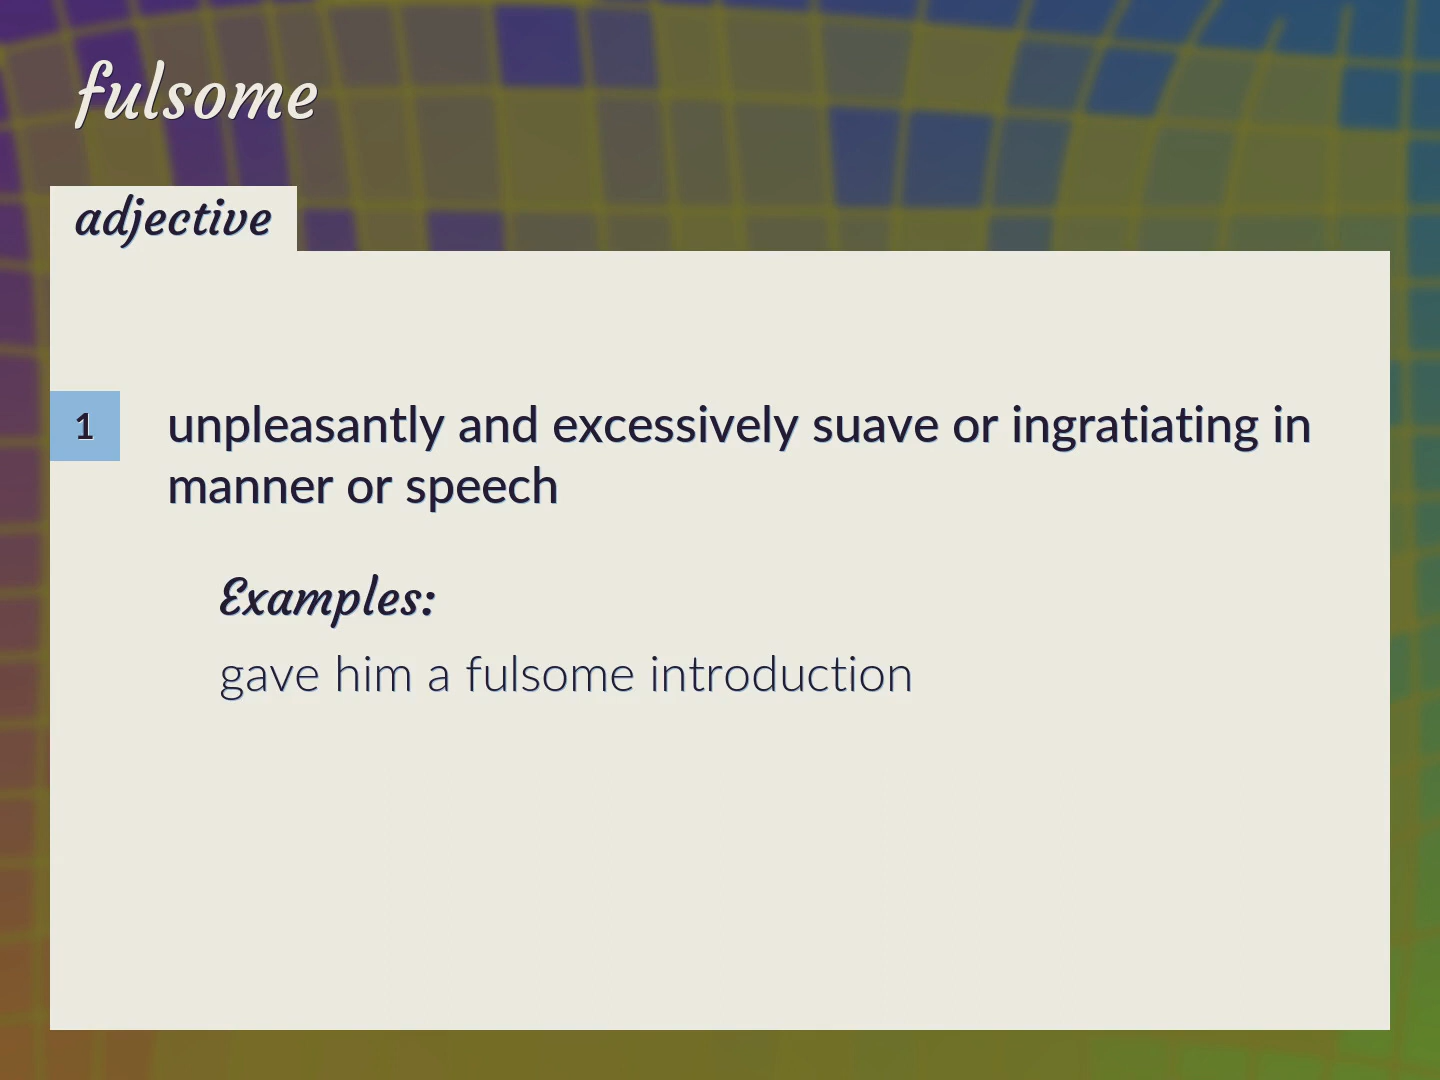 fulsome
adjective
1
unpleasantly and excessively suave or ingratiating in
manner or speech
Examples:
gave him a fulsome introduction